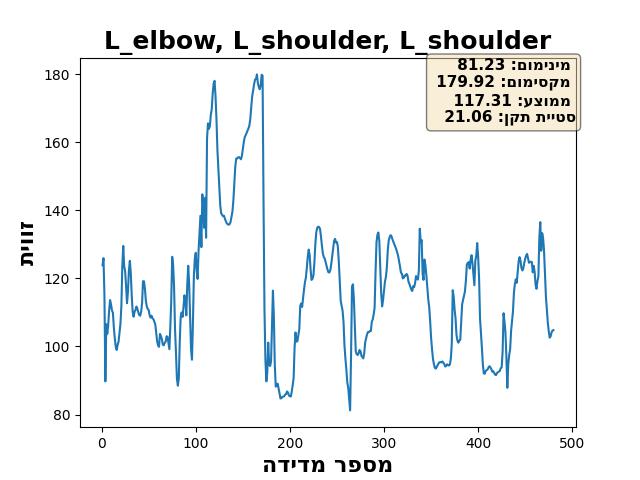 L_elbow, L_shoulder, L_shoulder
מינימום: 81.23
מקסימום: 179.92
ממוצע: 117.31
סטיית תקן: 21.06
זווית
180
160
140
120
100
80
0 100 200 300 400 500
מספר מדידה